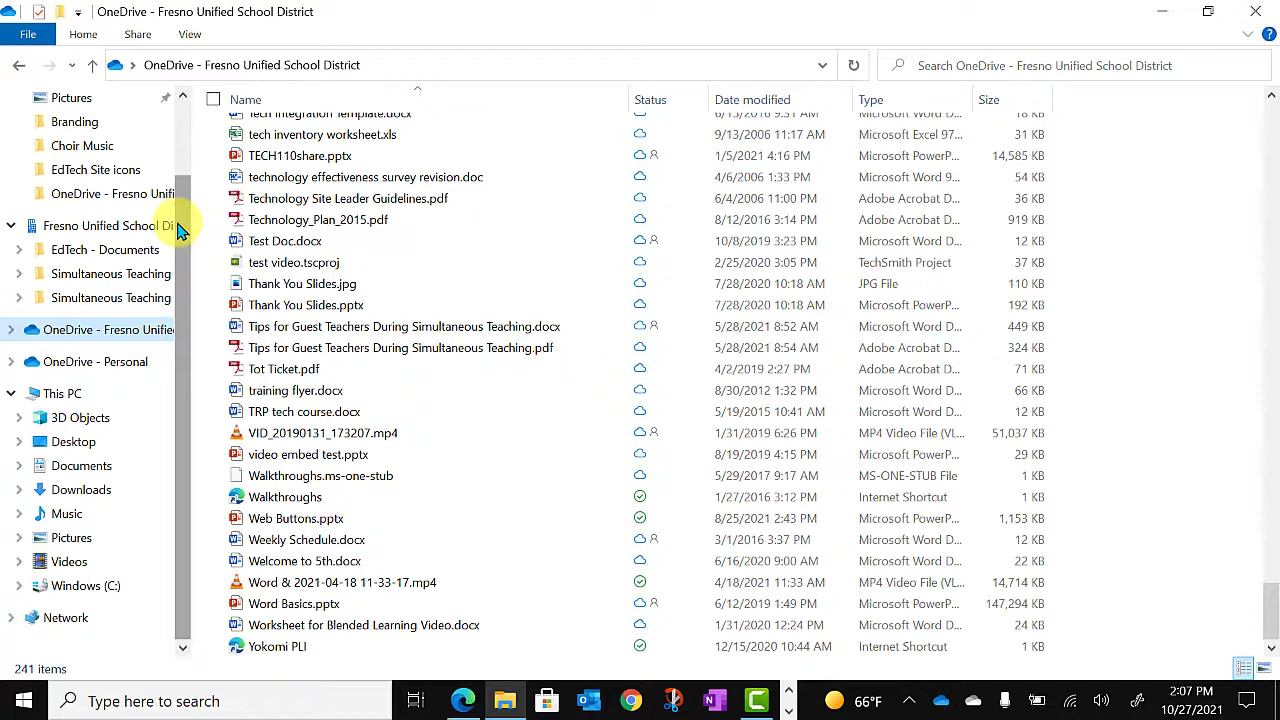 OneDrive - Fresno Unified School District
File Home Share View
OneDrive - Fresno Unified School District
Search OneDrive - Fresno Unified School District
Pictures
Branding
Choir Music
EdTech Site icons
OneDrive - Fresno Unifi
Fresno Unified School Di
EdTech - Documents
Simultaneous Teaching
Simultaneous Teaching
OneDrive - Fresno Unifie
OneDrive - Personal
This PC
3D Objects
Desktop
Documents
Downloads
Music
Pictures
Videos
Windows (C:)
Network
Name Status Date modified Type Size
Tech Integration Template.docx 6/15/2016 9:51 AM Microsoft Word D... 18 KB
tech inventory worksheet.xls 9/13/2006 11:17 AM Microsoft Excel 97... 31 KB
TECH110share.pptx 1/5/2021 4:16 PM Microsoft PowerP... 14,585 KB
technology effectiveness survey revision.doc 4/6/2006 1:33 PM Microsoft Word 9... 54 KB
Technology Site Leader Guidelines.pdf 6/4/2006 11:00 PM Adobe Acrobat D... 36 KB
Technology_Plan_2015.pdf 8/12/2016 3:14 PM Adobe Acrobat D... 919 KB
Test Doc.docx 10/8/2019 3:23 PM Microsoft Word D... 12 KB
test video.tscproj 2/25/2020 3:05 PM TechSmith Project 37 KB
Thank You Slides.jpg 7/28/2020 10:18 AM JPG File 110 KB
Thank You Slides.pptx 7/28/2020 10:18 AM Microsoft PowerP... 192 KB
Tips for Guest Teachers During Simultaneous Teaching.docx 5/28/2021 8:52 AM Microsoft Word D... 449 KB
Tips for Guest Teachers During Simultaneous Teaching.pdf 5/28/2021 8:54 AM Adobe Acrobat D... 324 KB
Tot Ticket.pdf 4/2/2019 2:27 PM Adobe Acrobat D... 71 KB
training flyer.docx 8/30/2012 1:32 PM Microsoft Word D... 66 KB
TRP tech course.docx 5/19/2015 10:41 AM Microsoft Word D... 12 KB
VID_20190131_173207.mp4 1/31/2019 6:26 PM MP4 Video File (VL... 51,037 KB
video embed test.pptx 8/19/2019 4:15 PM Microsoft PowerP... 29 KB
Walkthroughs.ms-one-stub 5/29/2017 9:17 AM MS-ONE-STUB File 1 KB
Walkthroughs 1/27/2016 3:12 PM Internet Shortcut 1 KB
Web Buttons.pptx 8/25/2021 2:43 PM Microsoft PowerP... 1,153 KB
Weekly Schedule.docx 3/1/2016 3:37 PM Microsoft Word D... 12 KB
Welcome to 5th.docx 6/16/2020 9:00 AM Microsoft Word D... 22 KB
Word & 2021-04-18 11-33-17.mp4 4/18/2021 11:33 AM MP4 Video File (VL... 14,714 KB
Word Basics.pptx 6/12/2019 1:49 PM Microsoft PowerP... 147,294 KB
Worksheet for Blended Learning Video.docx 1/31/2020 12:24 PM Microsoft Word D... 24 KB
Yokomi PLI 12/15/2020 10:44 AM Internet Shortcut 1 KB
241 items
Type here to search
66°F
2:07 PM
10/27/2021